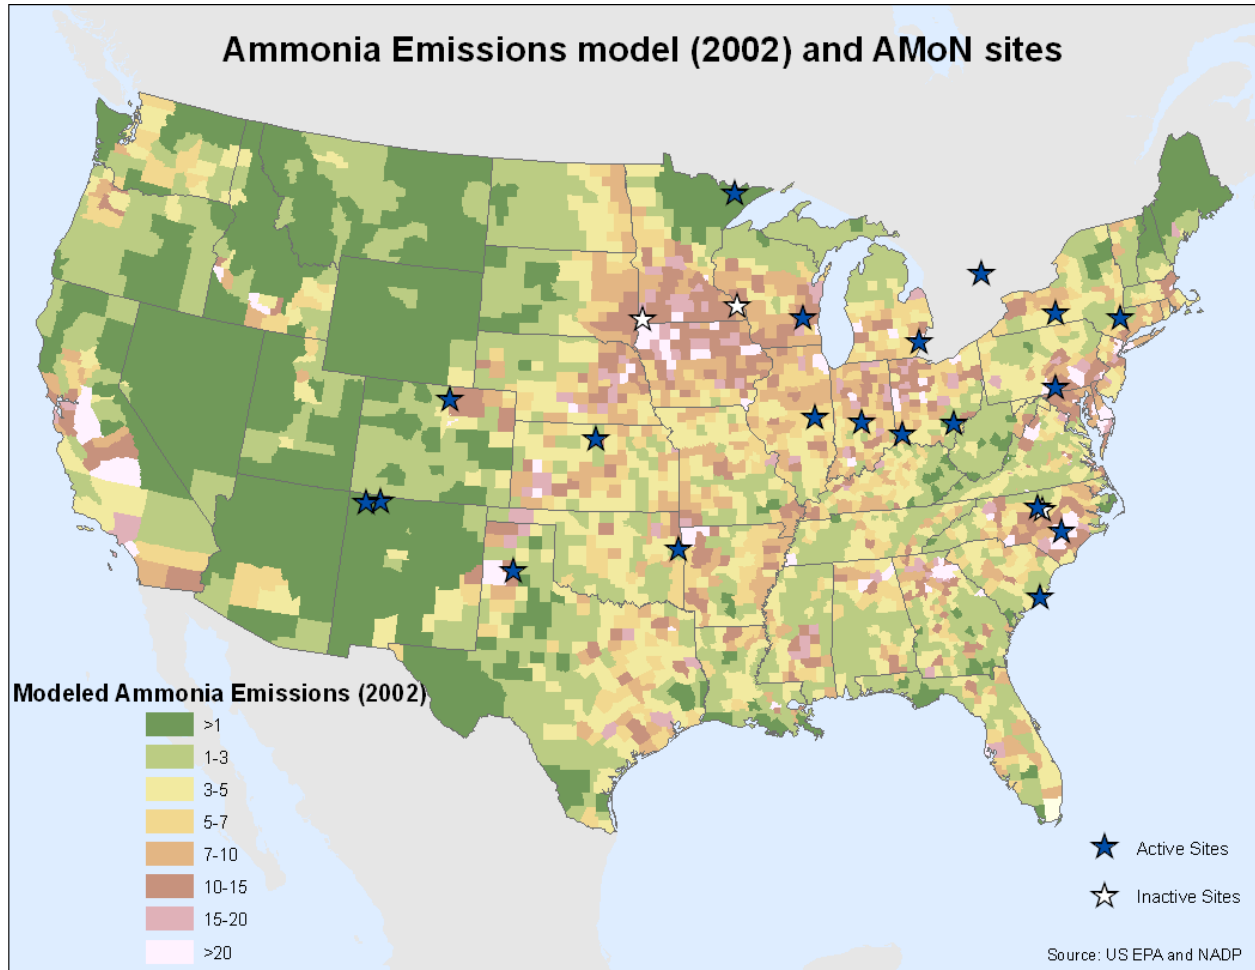 Ammonia Emissions model (2002) and AMoN sites
Modeled Ammonia Emissions (2002)
>1
1-3
3-5
5-7
7-10
10-15
15-20
>20
Active Sites
Inactive Sites
Source: US EPA and NADP